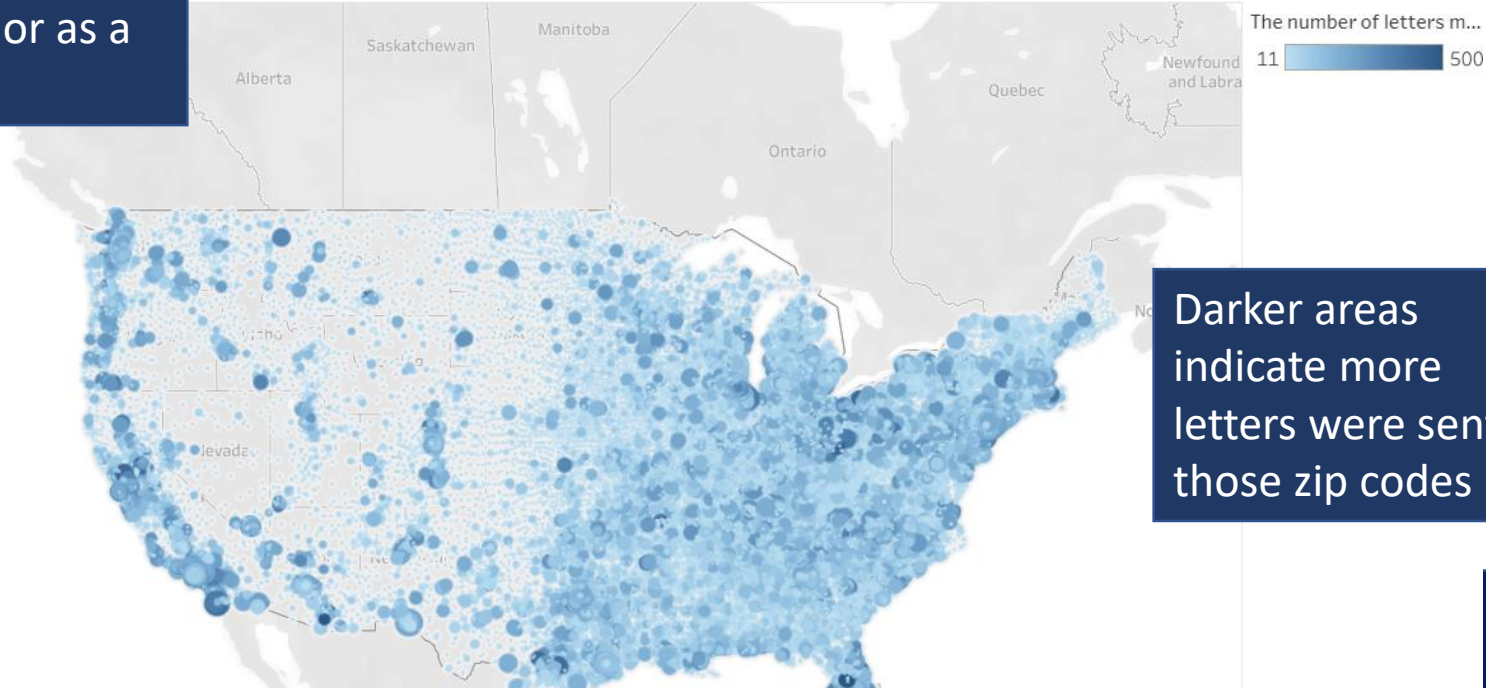 or as a
The number of letters m...
11 500
Manitoba
Saskatchewan
Alberta
Newfound
and Labra
Quebec
Ontario
Darker areas
indicate more
letters were sen
those zip codes
Nevada